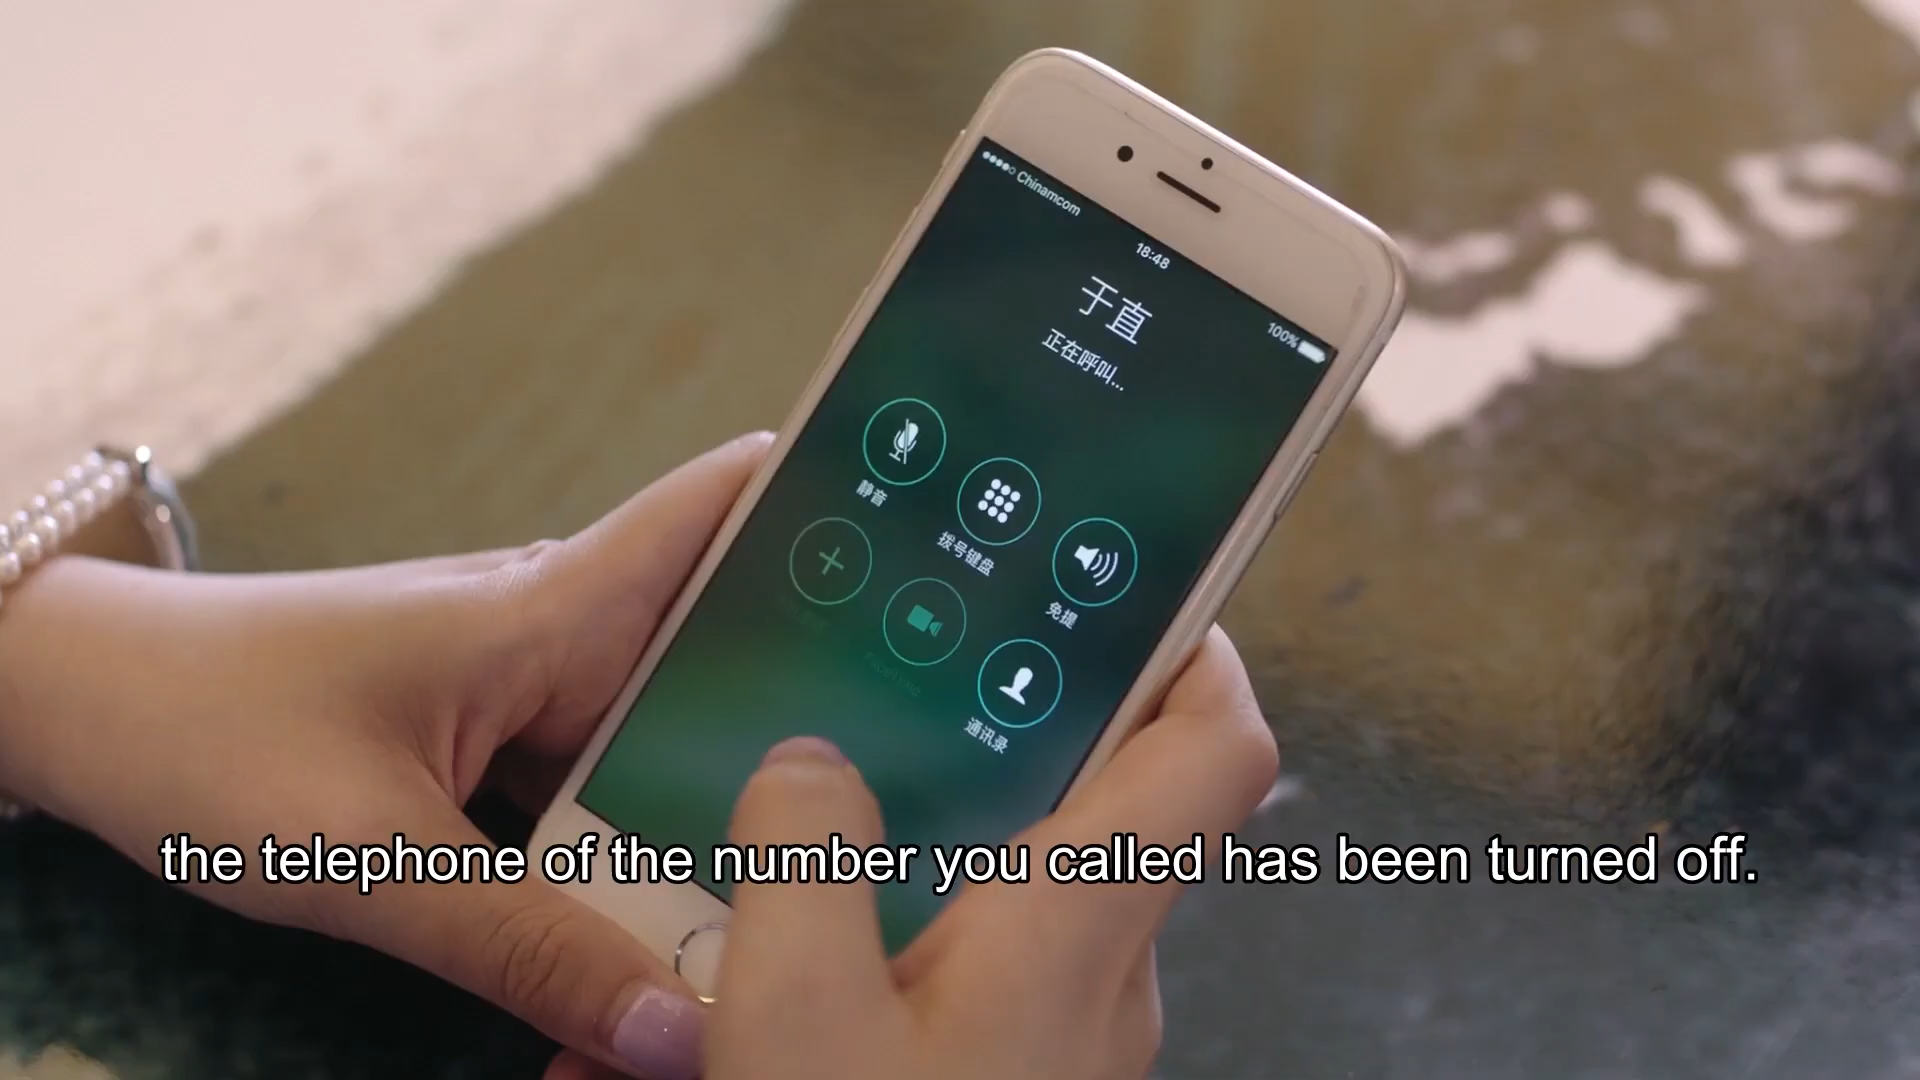 Chinamcom
18:48
100%
于直
正在呼叫...
静音
拨号键盘
免提
FaceTime
通讯录
the telephone of the number you called has been turned off.